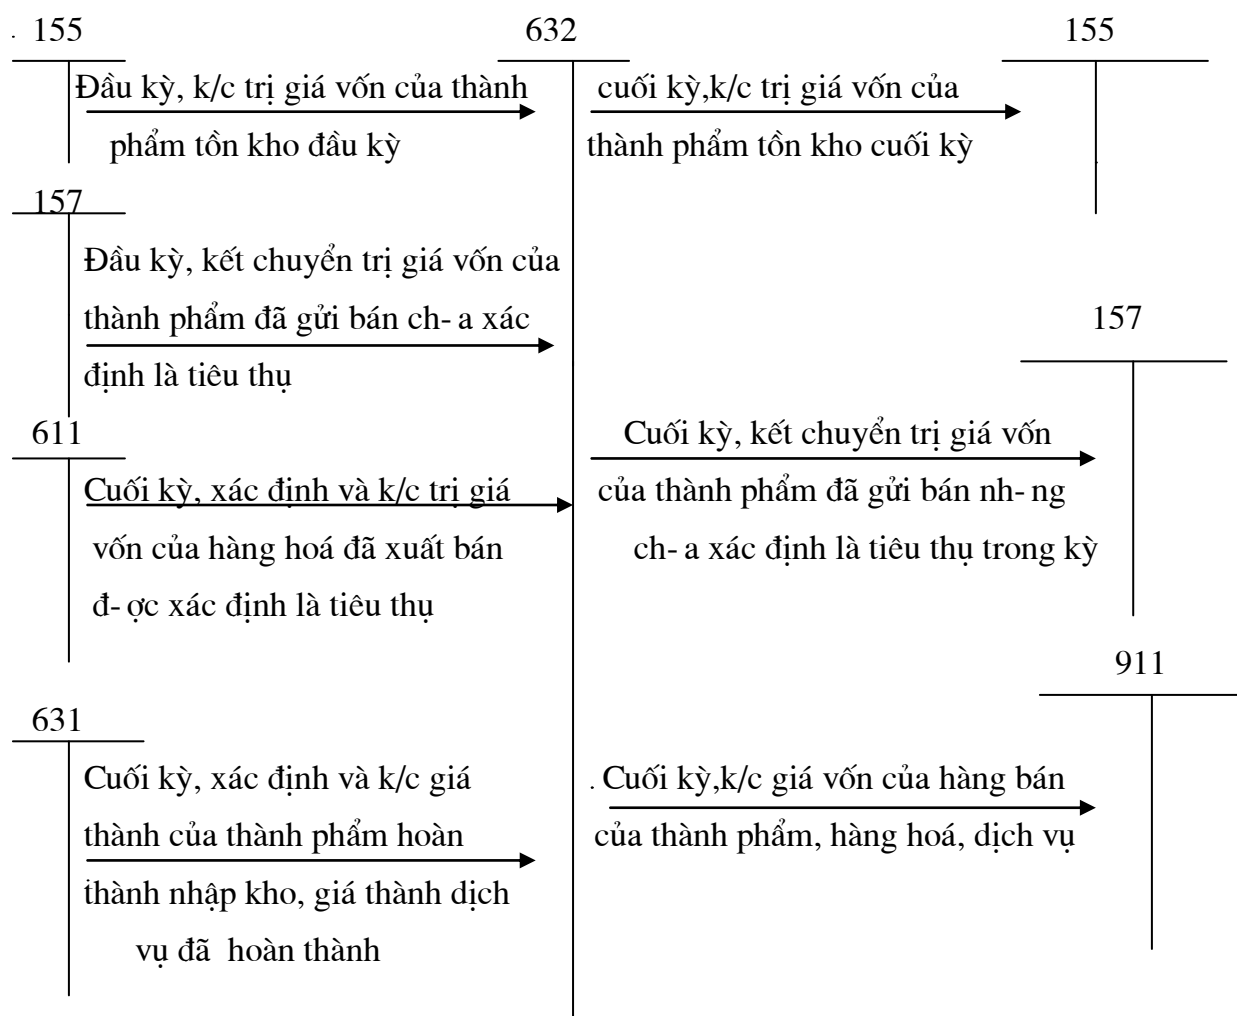 155
632
155
Đầu kỳ, k/c trị giá vốn của thành
phẩm tồn kho đầu kỳ
cuối kỳ,k/c trị giá vốn của
thành phẩm tồn kho cuối kỳ
157
Đầu kỳ, kết chuyển trị giá vốn của
thành phẩm đã gửi bán ch- a xác
định là tiêu thụ
157
611
Cuối kỳ, xác định và k/c trị giá
vốn của hàng hoá đã xuất bán
đ- ợc xác định là tiêu thụ
Cuối kỳ, kết chuyển trị giá vốn
của thành phẩm đã gửi bán nh- ng
ch- a xác định là tiêu thụ trong kỳ
911
631
Cuối kỳ, xác định và k/c giá
thành của thành phẩm hoàn
thành nhập kho, giá thành dịch
vụ đã hoàn thành
. Cuối kỳ,k/c giá vốn của hàng bán
của thành phẩm, hàng hoá, dịch vụ